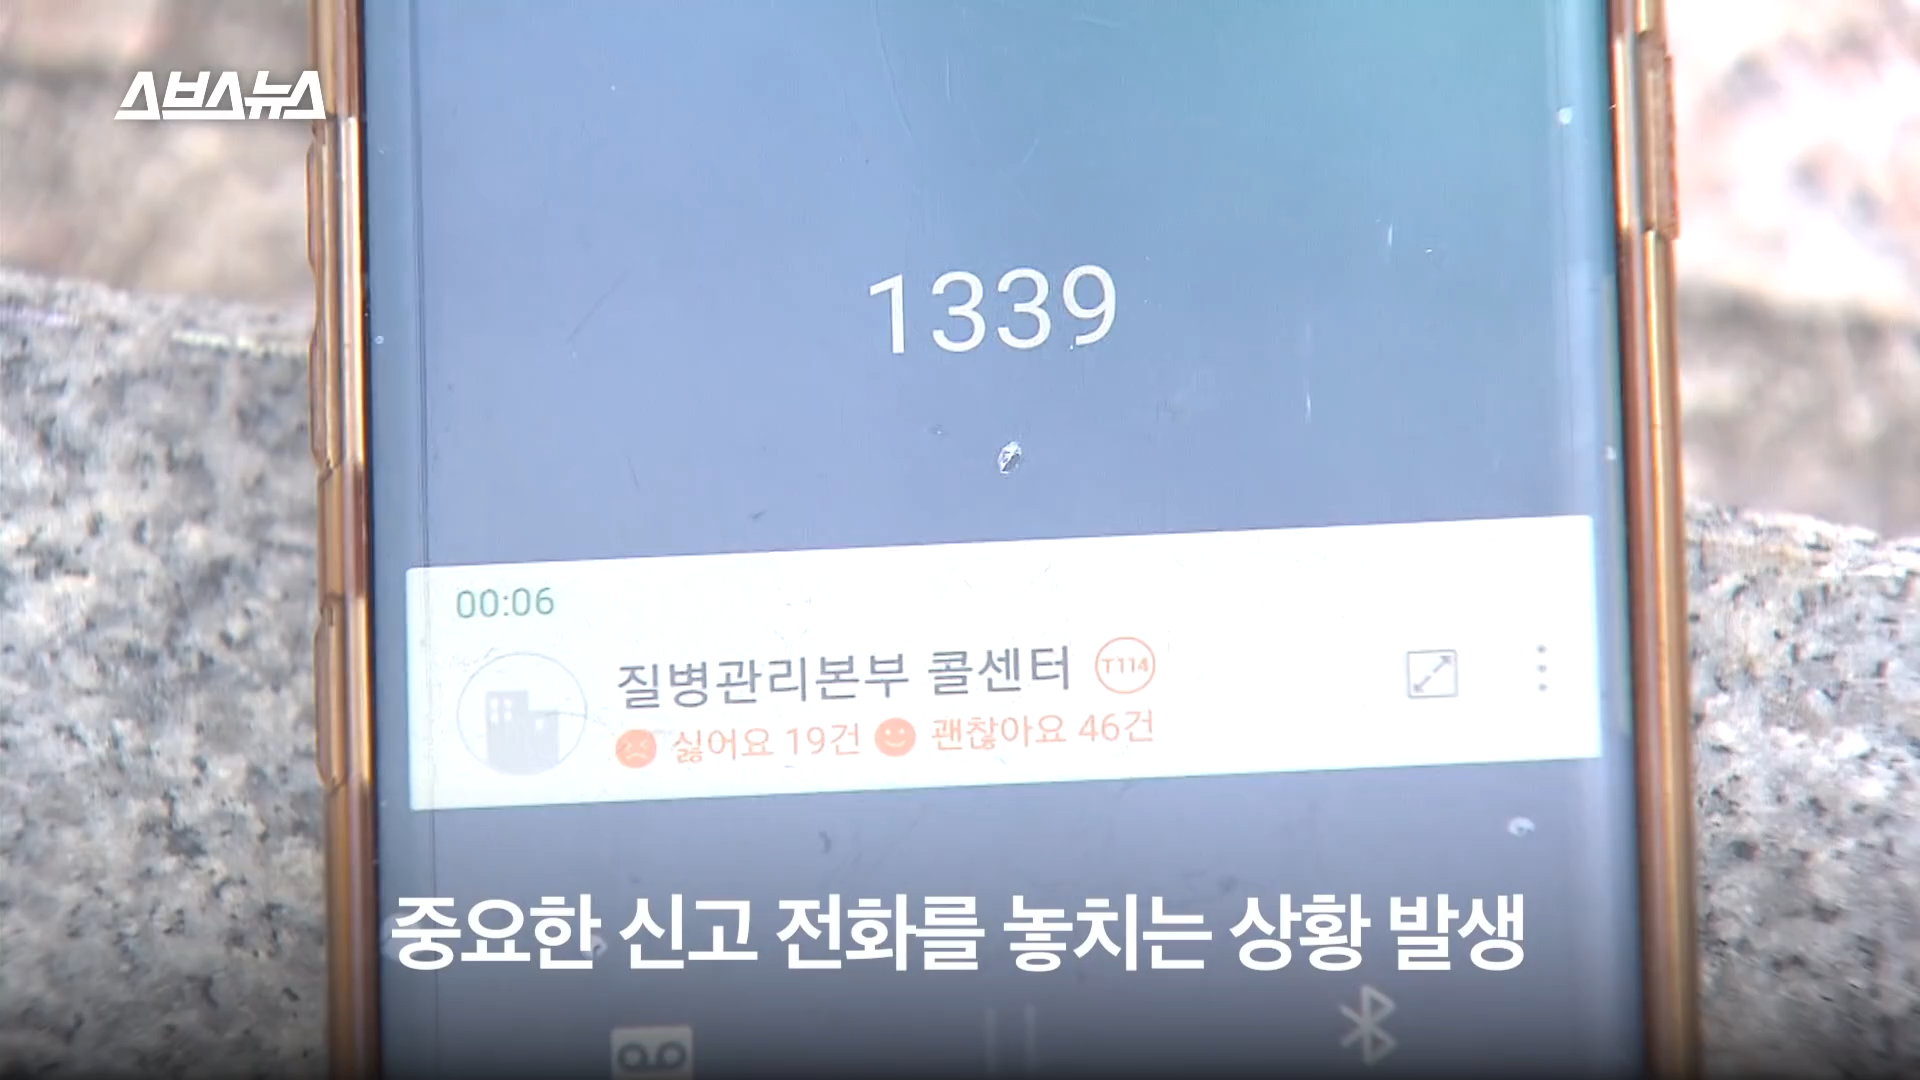 스브스뉴스
1339
00:06
질병관리본부 콜센터 T114
싫어요 19건 괜찮아요 46건
중요한 신고 전화를 놓치는 상황 발생